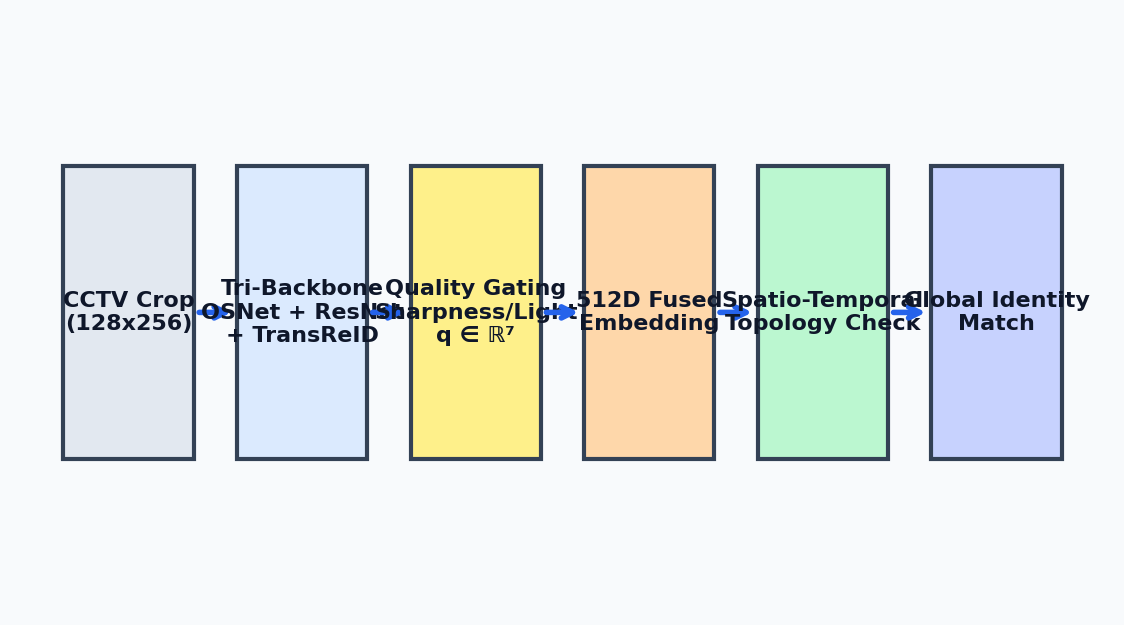 CCTV Crop
(128x256)
Tri-Backbone
OSNet + ResNet
+ TransReID
Quality Gating
Sharpness/Light
q ∈ ℝ⁷
512D Fused
Embedding
Spatio-Temporal
Topology Check
Global Identity
Match